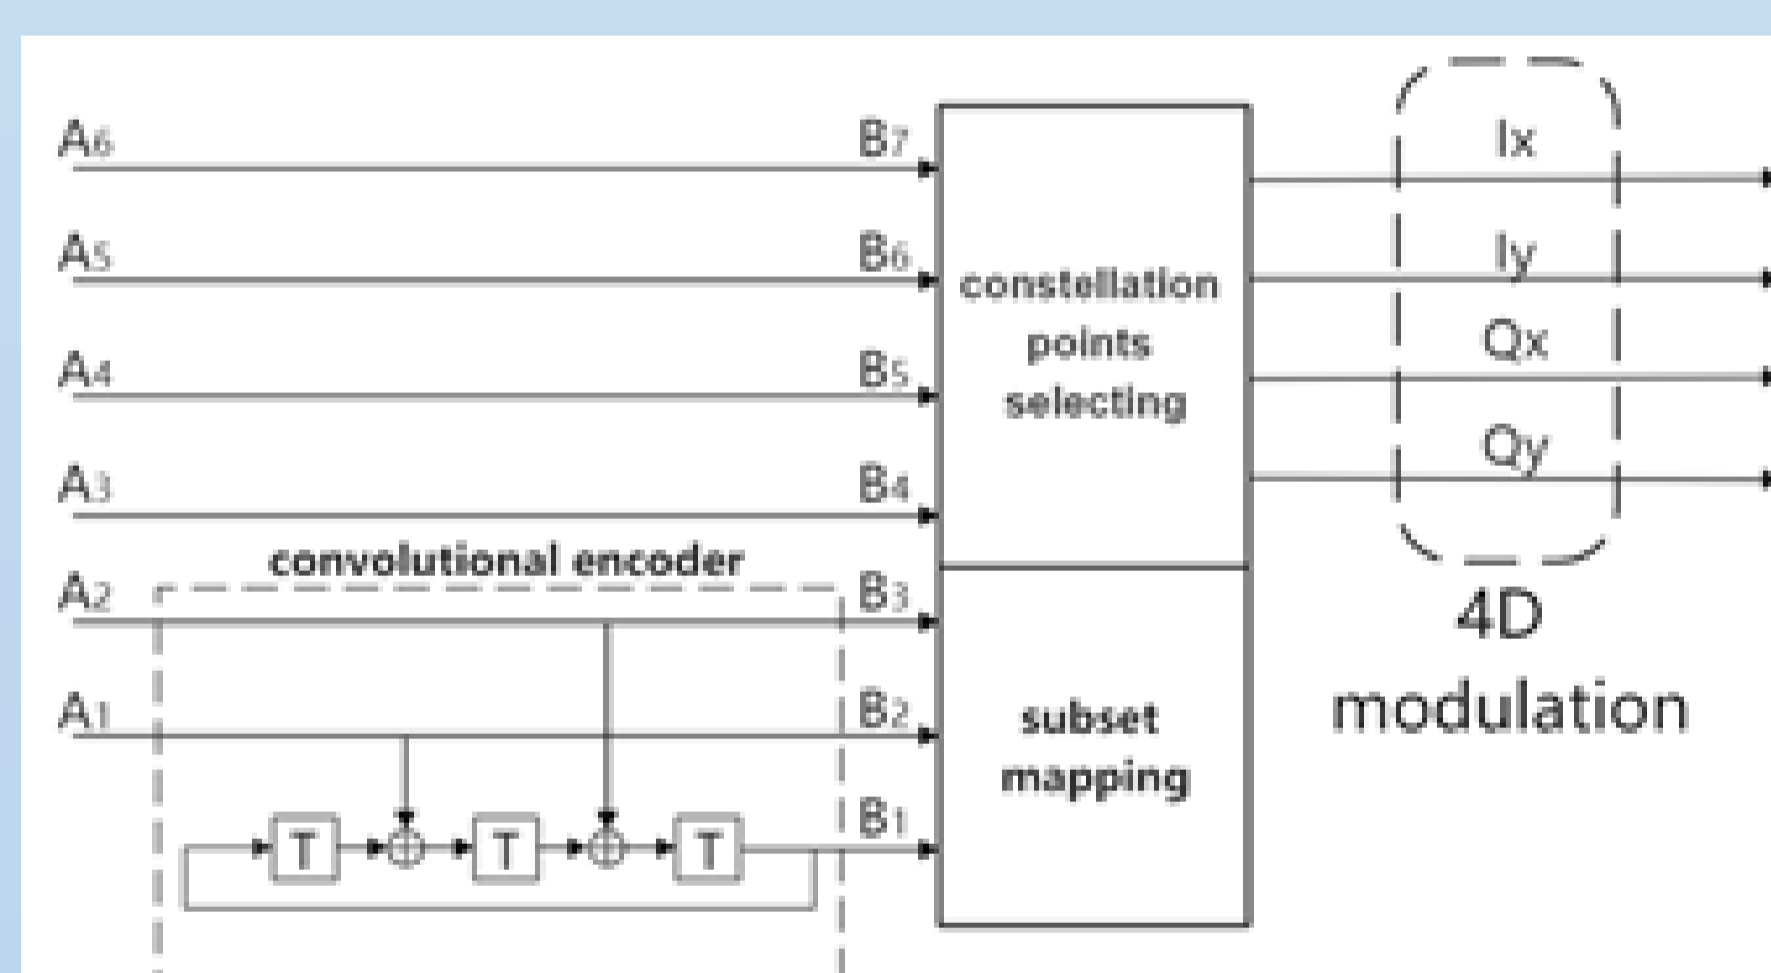 A6
B7
Ix
A5
B6
Iy
constellation
points
selecting
A4
B5
Qx
A3
B4
Qy
convolutional encoder
A2
B3
4D
modulation
A1
B2
subset
mapping
B1
T
T
T